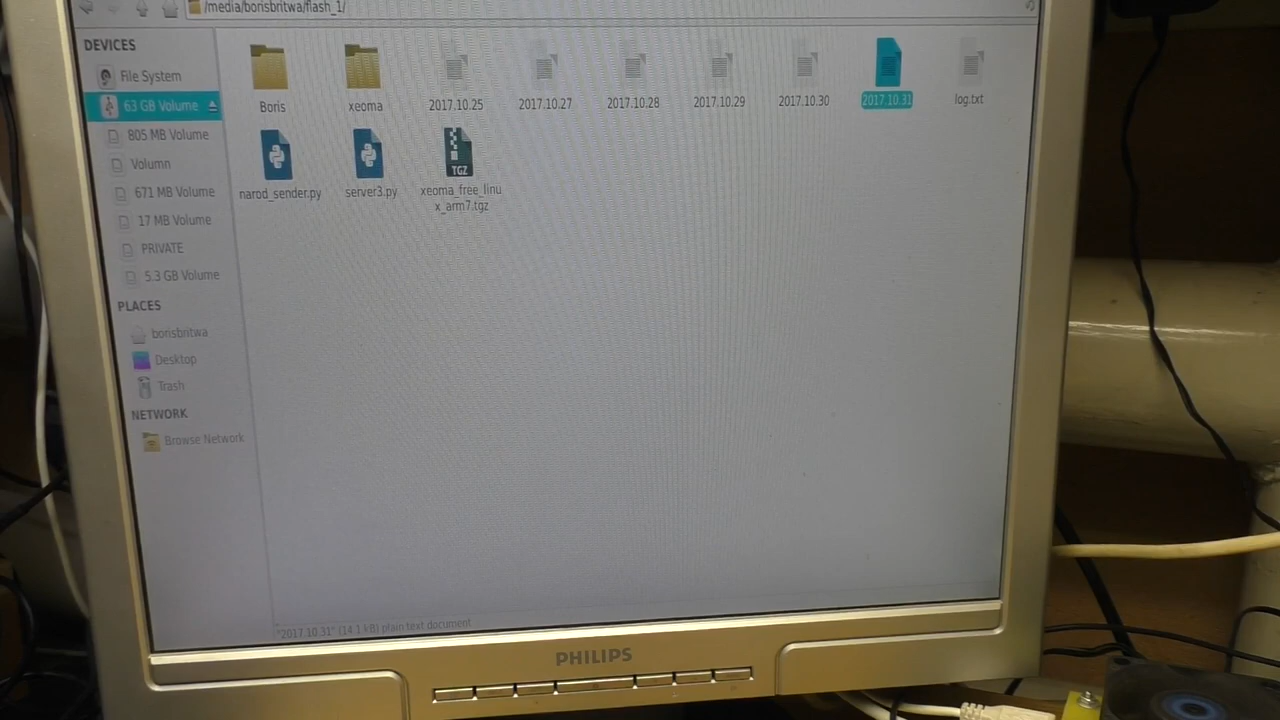 /media/borisbritwa/flash_1/
DEVICES
File System
63 GB Volume
805 MB Volume
Volumn
671 MB Volume
17 MB Volume
PRIVATE
5.3 GB Volume
PLACES
borisbritwa
Desktop
Trash
NETWORK
Browse Network
Boris
xeoma
2017.10.25
2017.10.27
2017.10.28
2017.10.29
2017.10.30
2017.10.31
log.txt
narod_sender.py
server3.py
TGZ
xeoma_free_linu
x_arm7.tgz
"2017.10.31" (14.1 kB) plain text document
PHILIPS